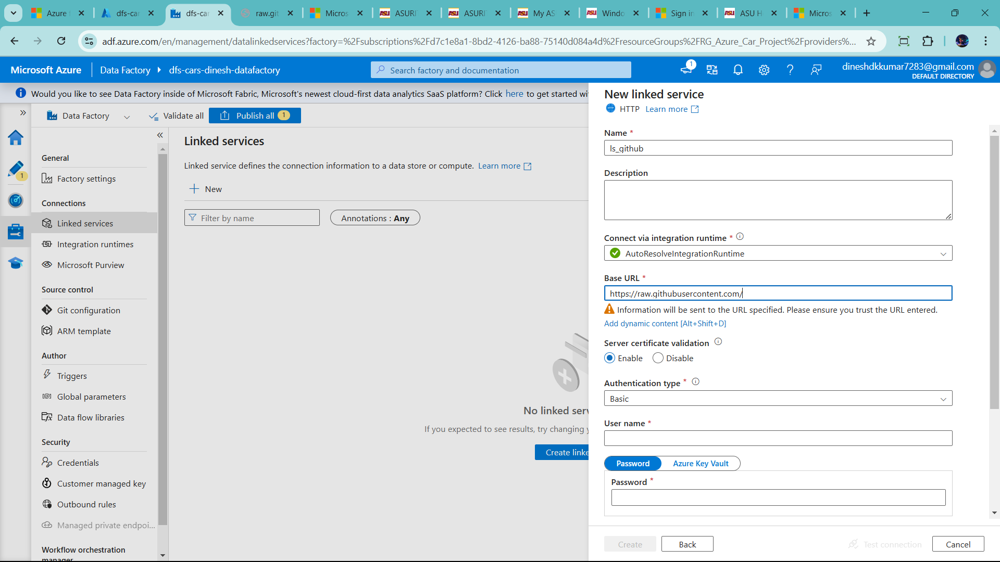 Azure
dfs-car
dfs-car
raw.git
Micros
ASURI
ASURI
My AS
Windo
Sign in
ASU H
Micros
adf.azure.com/en/management/datalinkedservices?factory=%2Fsubscriptions%2Fd7c1e8a1-8bd2-4126-ba88-75140d084a4d%2FresourceGroups%2FRG_Azure_Car_Project%2Fproviders%...
Microsoft Azure
Data Factory
dfs-cars-dinesh-datafactory
Search factory and documentation
1
dineshdkkumar7283@gmail.com
DEFAULT DIRECTORY
Would you like to see Data Factory inside of Microsoft Fabric, Microsoft's newest cloud-first data analytics SaaS platform? Click here to get started wi
Data Factory
Validate all
Publish all 1
1
General
Factory settings
Connections
Linked services
Integration runtimes
Microsoft Purview
Source control
Git configuration
ARM template
Author
Triggers
Global parameters
Data flow libraries
Security
Credentials
Customer managed key
Outbound rules
Managed private endpoi...
Workflow orchestration
manager
Linked services
Linked service defines the connection information to a data store or compute. Learn more
New
Filter by name
Annotations : Any
No linked serv
If you expected to see results, try changing y
Create linke
New linked service
HTTP Learn more
Name *
ls_github
Description
Connect via integration runtime *
AutoResolveIntegrationRuntime
Base URL *
https://raw.githubusercontent.com/
Information will be sent to the URL specified. Please ensure you trust the URL entered.
Add dynamic content [Alt+Shift+D]
Server certificate validation
Enable
Disable
Authentication type *
Basic
User name *
Password
Azure Key Vault
Password *
Create
Back
Test connection
Cancel